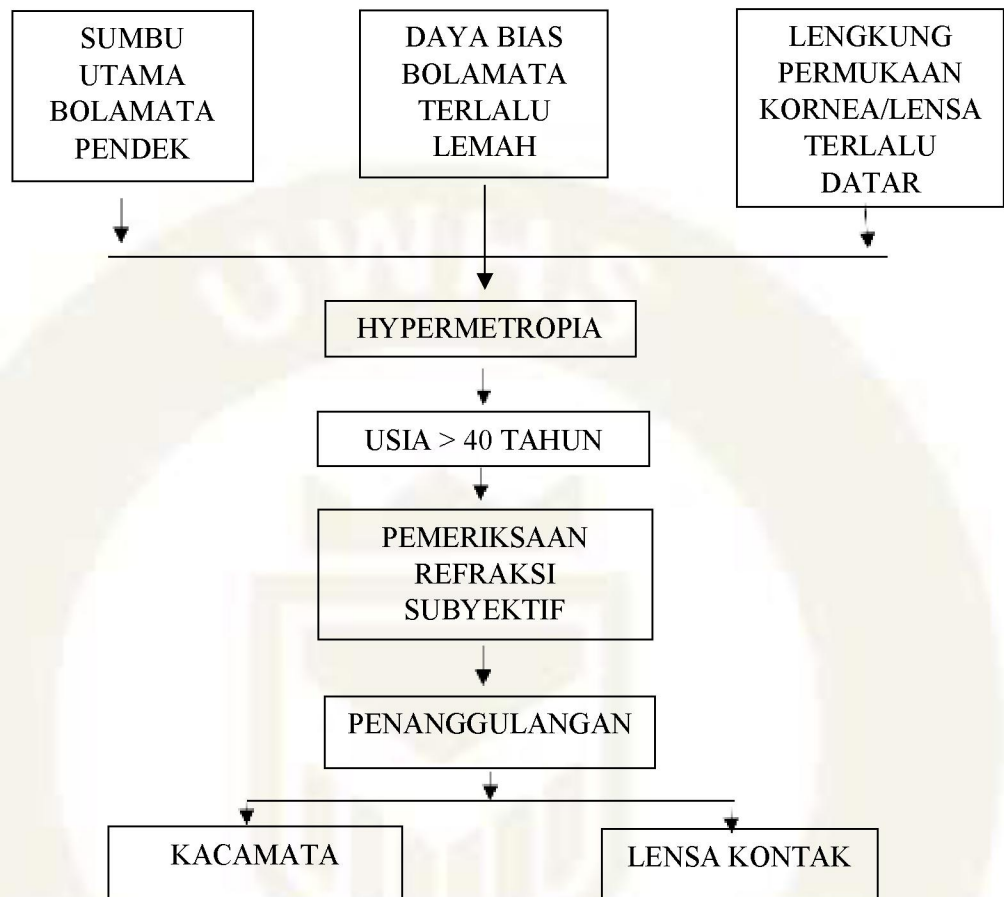 SUMBU
UTAMA
BOLAMATA
PENDEK
DAYA BIAS
BOLAMATA
TERLALU
LEMAH
LENGKUNG
PERMUKAAN
KORNEA/LENSA
TERLALU
DATAR
HYPERMETROPIA
USIA > 40 TAHUN
PEMERIKSAAN
REFRAKSI
SUBYEKTIF
PENANGGULANGAN
KACAMATA
LENSA KONTAK